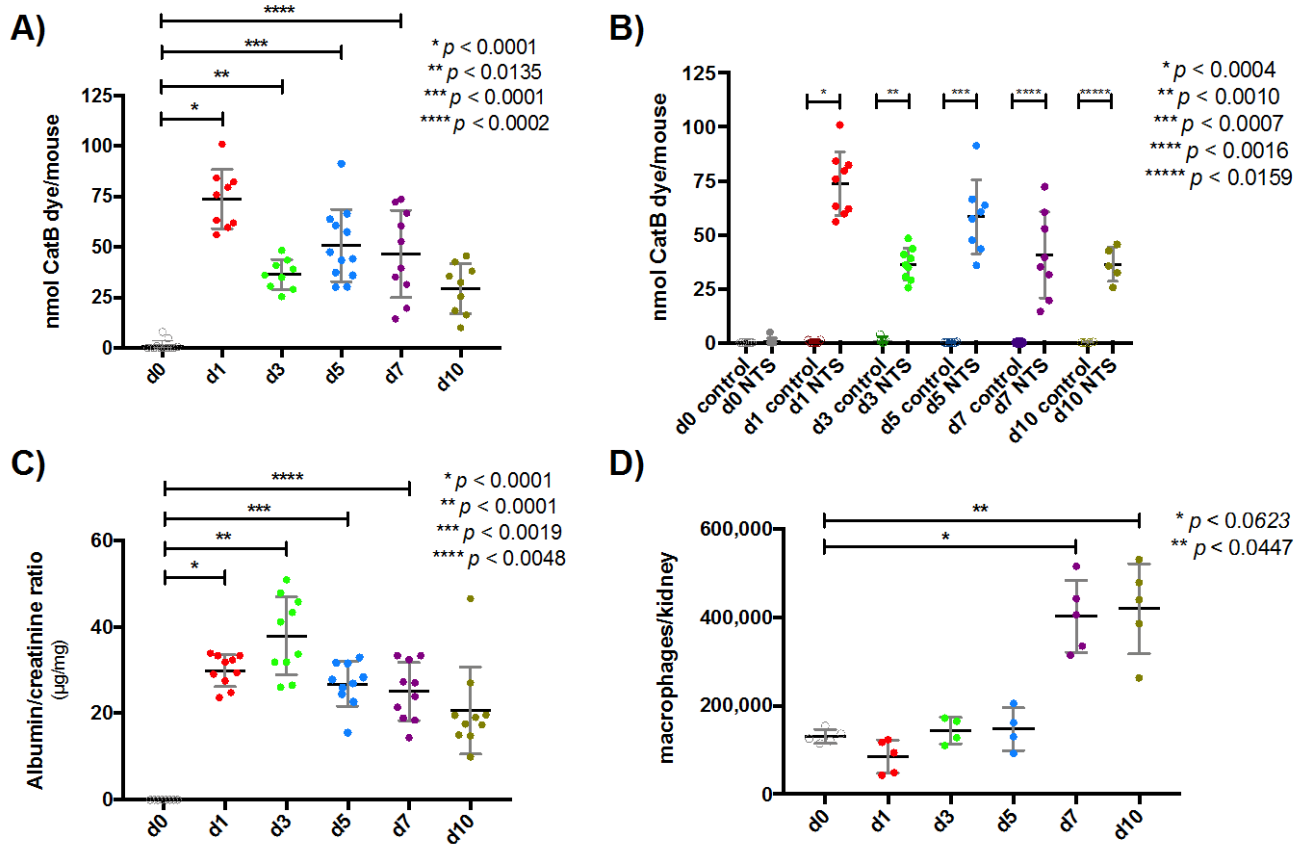 A)
****
***
**
*
* p < 0.0001
** p < 0.0135
*** p < 0.0001
**** p < 0.0002
nmol CatB dye/mouse
125
100
75
50
25
0
d0
d1
d3
d5
d7
d10
B)
*
**
***
****
*****
* p < 0.0004
** p < 0.0010
*** p < 0.0007
**** p < 0.0016
***** p < 0.0159
nmol CatB dye/mouse
125
100
75
50
25
0
d0 control
d0 NTS
d1 control
d1 NTS
d3 control
d3 NTS
d5 control
d5 NTS
d7 control
d7 NTS
d10 control
d10 NTS
C)
****
***
**
*
* p < 0.0001
** p < 0.0001
*** p < 0.0019
**** p < 0.0048
Albumin/creatinine ratio
(µg/mg)
60
40
20
0
d0
d1
d3
d5
d7
d10
D)
**
*
* p < 0.0623
** p < 0.0447
macrophages/kidney
600,000
400,000
200,000
0
d0
d1
d3
d5
d7
d10